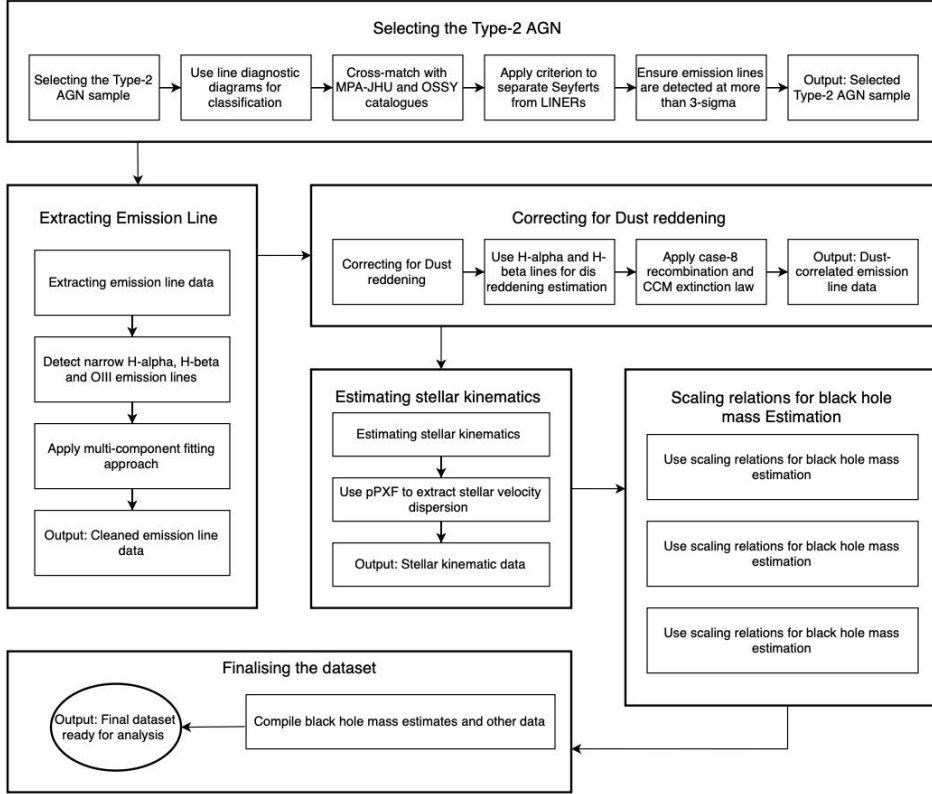 Selecting the Type-2 AGN
Selecting the Type-2
AGN sample
Use line diagnostic
diagrams for
classification
Cross-match with
MPA-JHU and OSSY
catalogues
Apply criterion to
separate Seyferts
from LINERs
Ensure emission lines
are detected at more
than 3-sigma
Output: Selected
Type-2 AGN sample
Extracting Emission Line
Extracting emission line data
Detect narrow H-alpha, H-beta
and OIII emission lines
Apply multi-component fitting
approach
Output: Cleaned emission line
data
Correcting for Dust reddening
Correcting for Dust
reddening
Use H-alpha and H-
beta lines for dis
reddening estimation
Apply case-8
recombination and
CCM extinction law
Output: Dust-
correlated emission
line data
Estimating stellar kinematics
Estimating stellar kinematics
Use pPXF to extract stellar velocity
dispersion
Output: Stellar kinematic data
Scaling relations for black hole
mass Estimation
Use scaling relations for black hole mass
estimation
Use scaling relations for black hole mass
estimation
Use scaling relations for black hole mass
estimation
Finalising the dataset
Output: Final dataset
ready for analysis
Compile black hole mass estimates and other data